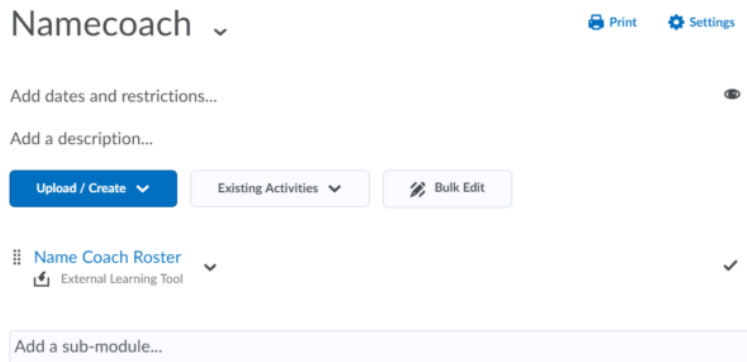 Namecoach
Print
Settings
Add dates and restrictions...
Add a description...
Upload / Create
Existing Activities
Bulk Edit
Name Coach Roster
External Learning Tool
Add a sub-module...